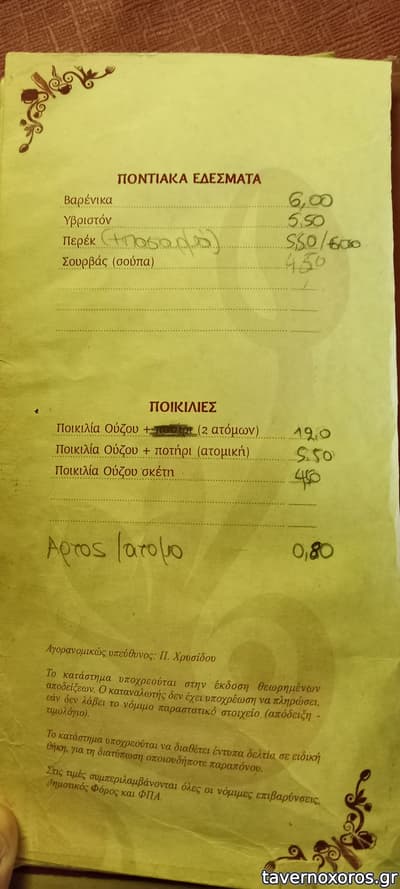 ΠΟΝΤΙΑΚΑ ΕΔΕΣΜΑΤΑ
Βαρένικα 6,00
Υβριστόν 5,50
Περέκ (+ποσαρμό) 5,50/6,00
Σουρβάς (σούπα) 4,50
ΠΟΙΚΙΛΙΕΣ
Ποικιλία Ούζου + (2 ατόμων) 12,0
Ποικιλία Ούζου + ποτήρι (ατομική) 5.50
Ποικιλία Ούζου σκέτη
Αρτος /ατομο 0,80
Αγορανομικώς υπεύθυνος: Π. Χρυσίδου
Το κατάστημα υποχρεούται στην έκδοση θεωρημένων
αποδείξεων. Ο καταναλωτής δεν έχει υποχρέωση να πληρώσει,
εάν δεν λάβει το νόμιμο παραστατικό στοιχείο (απόδειξη -
τιμολόγιο).
Το κατάστημα υποχρεούται να διαθέτει έντυπα δελτία σε ειδική
θήκη, για τη διατύπωση οποιουδήποτε παραπόνου.
Στις τιμές συμπεριλαμβάνονται όλες οι νόμιμες επιβαρύνσεις,
Δημοτικός Φόρος και ΦΠΑ.
tavernoxoros.gr